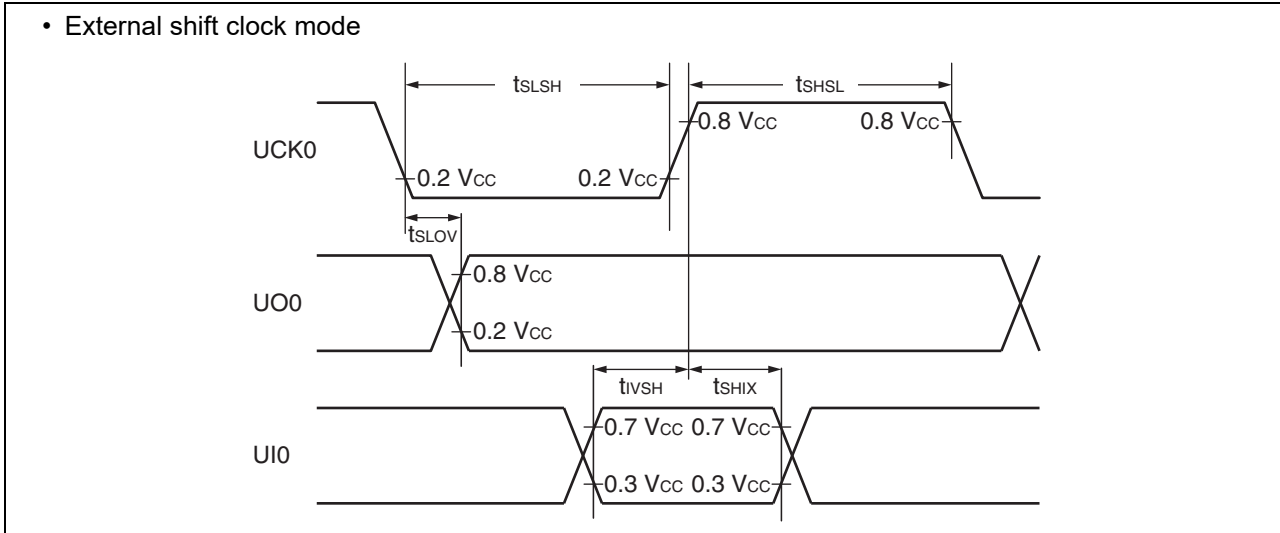 • External shift clock mode
tSLSH
tSHSL
UCK0
0.8 VCC
0.8 VCC
0.2 VCC
0.2 VCC
tSLOV
UO0
0.8 VCC
0.2 VCC
tIVSH
tSHIX
UI0
0.7 VCC 0.7 VCC
0.3 VCC 0.3 VCC